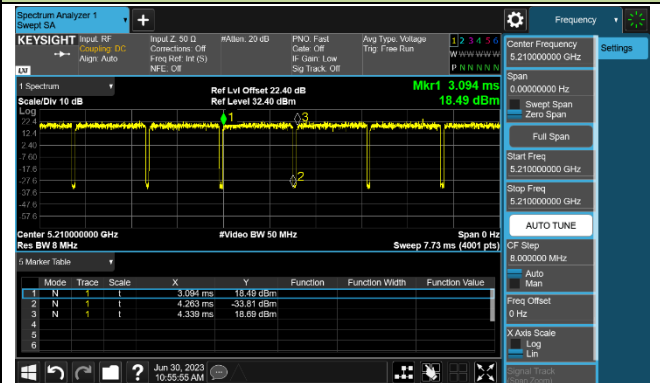 Spectrum Analyzer 1
Swept SA
Frequency
KEYSIGHT Input: RF Input Z: 50 Ω #Atten: 20 dB PNO: Fast Avg Type: Voltage 1 2 3 4 5 6
Coupling: DC Corrections: Off Gate: Off Trig: Free Run W W W W W W
Align: Auto Freq Ref: Int (S) IF Gain: Low P N N N N N
NFE: Off Sig Track: Off
LXI
1 Spectrum
Ref Lvl Offset 22.40 dB Mkr1 3.094 ms
Scale/Div 10 dB Ref Level 32.40 dBm 18.49 dBm
Log
22.4
12.4
2.40
-7.60
-17.6
-27.6
-37.6
-47.6
-57.6
1
3
2
Center 5.210000000 GHz #Video BW 50 MHz Span 0 Hz
Res BW 8 MHz Sweep 7.73 ms (4001 pts)
5 Marker Table
Mode Trace Scale X Y Function Function Width Function Value
1 N 1 t 3.094 ms 18.49 dBm
2 N 1 t 4.263 ms -33.81 dBm
3 N 1 t 4.339 ms 18.69 dBm
4
5
6
Jun 30, 2023
10:55:55 AM
Center Frequency
5.210000000 GHz
Settings
Span
0.00000000 Hz
Swept Span
Zero Span
Full Span
Start Freq
5.210000000 GHz
Stop Freq
5.210000000 GHz
AUTO TUNE
CF Step
8.000000 MHz
Auto
Man
Freq Offset
0 Hz
X Axis Scale
Log
Lin
Signal Track
(Span Zoom)